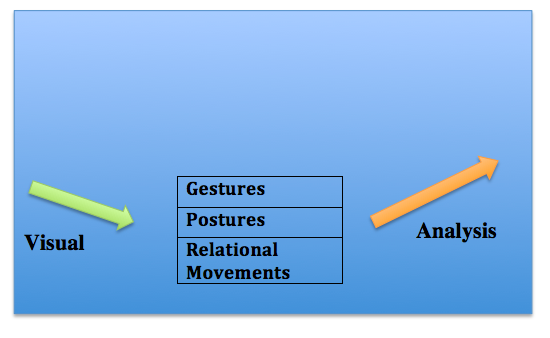 Gestures
Postures
Relational
Movements
Visual
Analysis